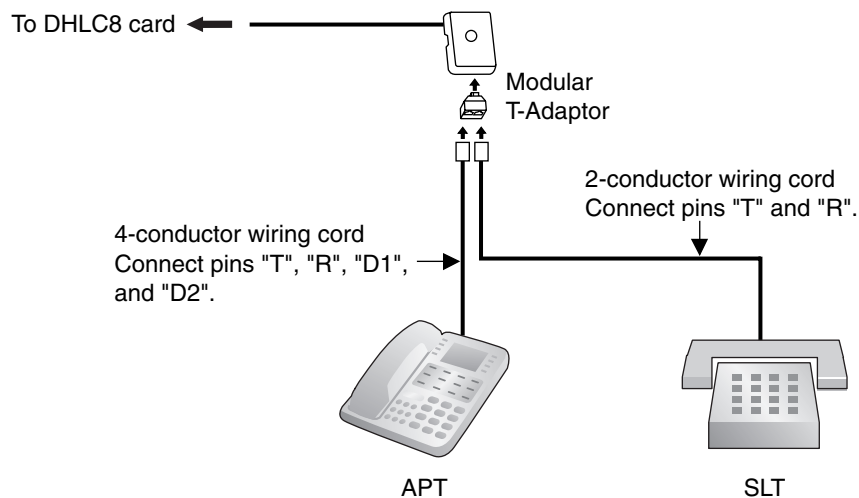 To DHLC8 card
Modular
T-Adaptor
2-conductor wiring cord
Connect pins "T" and "R".
4-conductor wiring cord
Connect pins "T", "R", "D1",
and "D2".
APT
SLT